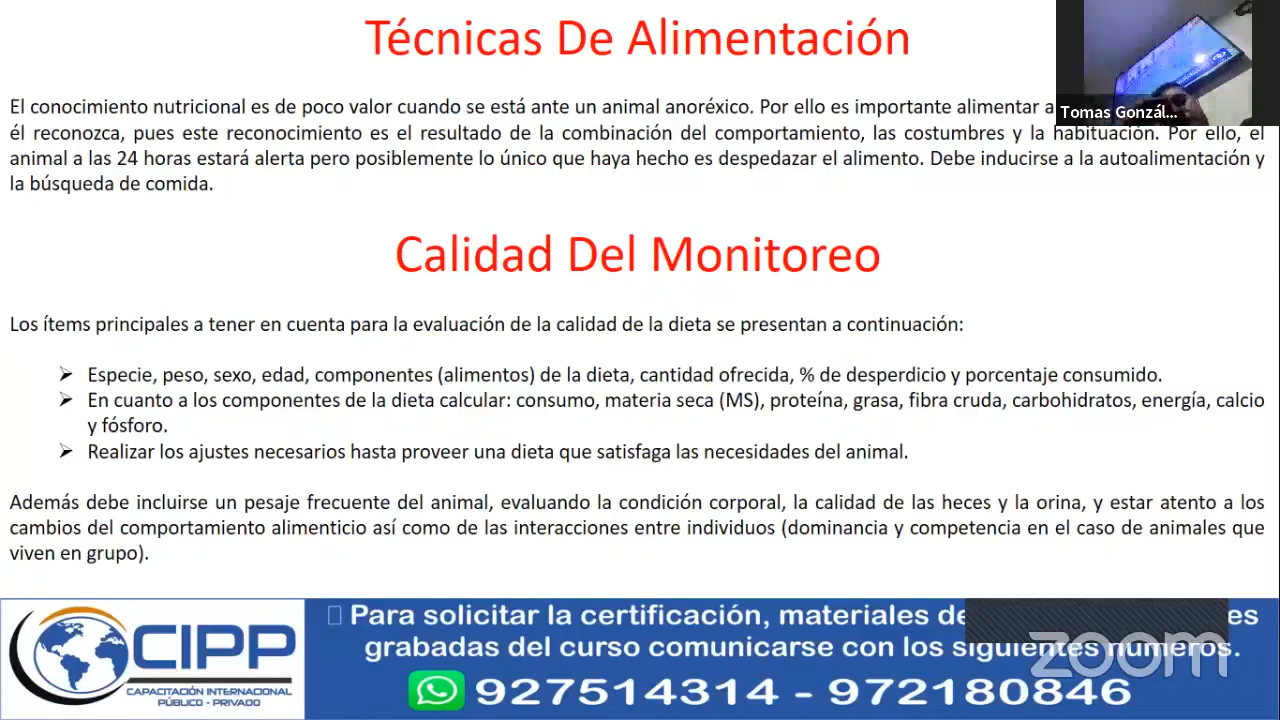 Técnicas De Alimentación
El conocimiento nutricional es de poco valor cuando se está ante un animal anoréxico. Por ello es importante alimentar a
Tomas Gonzál...
él reconozca, pues este reconocimiento es el resultado de la combinación del comportamiento, las costumbres y la habituación. Por ello, el
animal a las 24 horas estará alerta pero posiblemente lo único que haya hecho es despedazar el alimento. Debe inducirse a la autoalimentación y
la búsqueda de comida.
Calidad Del Monitoreo
Los ítems principales a tener en cuenta para la evaluación de la calidad de la dieta se presentan a continuación:
➢ Especie, peso, sexo, edad, componentes (alimentos) de la dieta, cantidad ofrecida, % de desperdicio y porcentaje consumido.
➢ En cuanto a los componentes de la dieta calcular: consumo, materia seca (MS), proteína, grasa, fibra cruda, carbohidratos, energía, calcio
y fósforo.
➢ Realizar los ajustes necesarios hasta proveer una dieta que satisfaga las necesidades del animal.
Además debe incluirse un pesaje frecuente del animal, evaluando la condición corporal, la calidad de las heces y la orina, y estar atento a los
cambios del comportamiento alimenticio así como de las interacciones entre individuos (dominancia y competencia en el caso de animales que
viven en grupo).
CIPP
CAPACITACIÓN INTERNACIONAL
PÚBLICO - PRIVADO
Para solicitar la certificación, materiales
grabadas del curso comunicarse con los siguientes números.
927514314 - 972180846
zoom